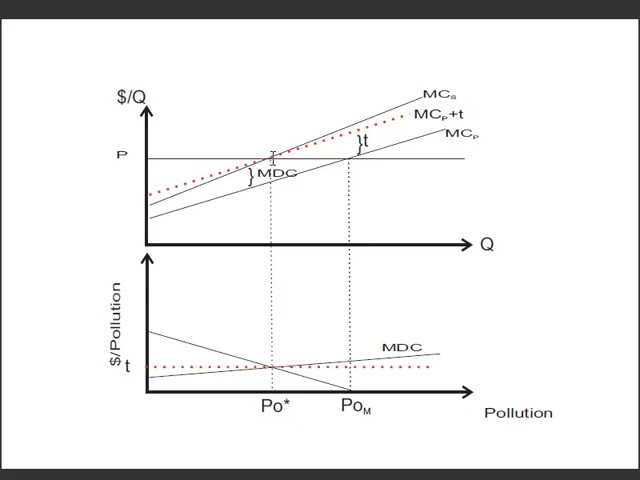 $/Q
MCs
MCP+t
MCP
}t
P
}MDC
Q
$/Pollution
MDC
t
Po*
PoM
Pollution